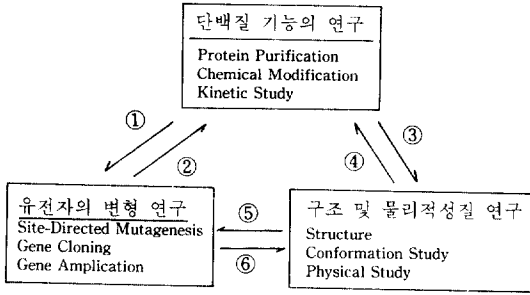 단백질 기능의 연구
Protein Purification
Chemical Modification
Kinetic Study
①
②
③
④
유전자의 변형 연구
Site-Directed Mutagenesis
Gene Cloning
Gene Amplication
⑤
⑥
구조 및 물리적성질 연구
Structure
Conformation Study
Physical Study